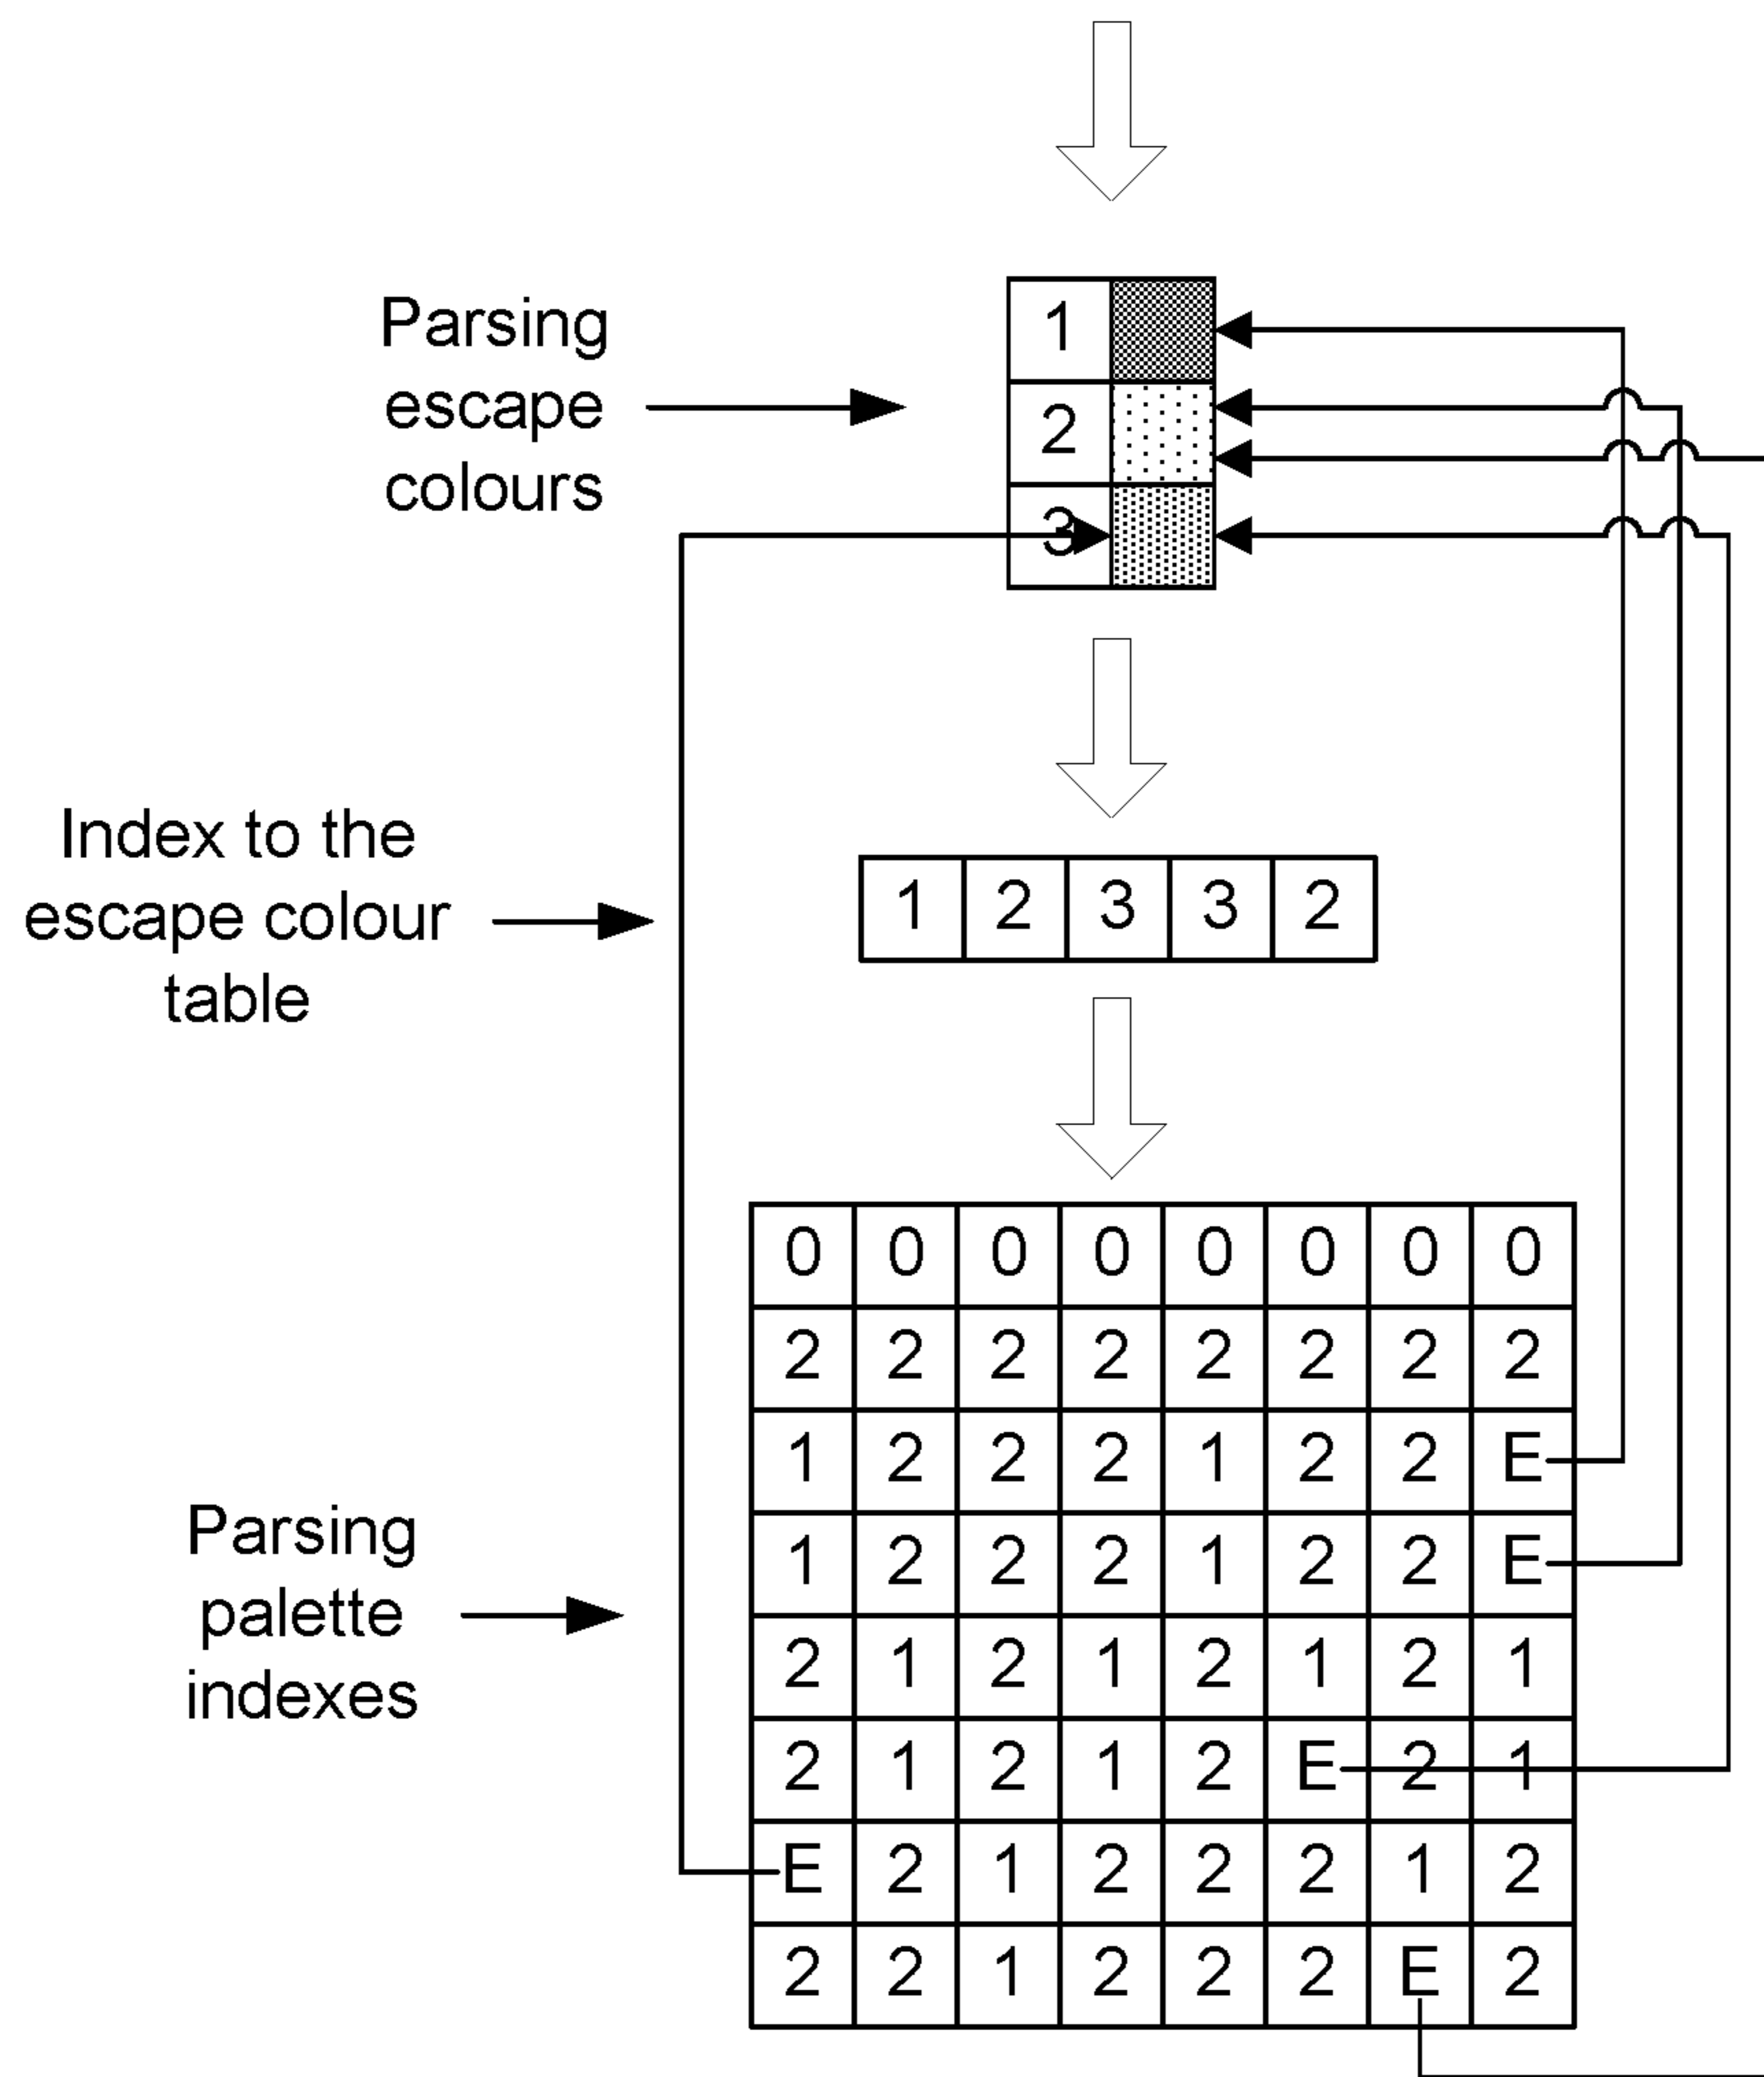 Parsing
escape
colours
1
2
3
Index to the
escape colour
table
1 2 3 3 2
Parsing
palette
indexes
0 0 0 0 0 0 0 0
2 2 2 2 2 2 2 2
1 2 2 2 1 2 2 E
1 2 2 2 1 2 2 E
2 1 2 1 2 1 2 1
2 1 2 1 2 E 2 1
E 2 1 2 2 2 1 2
2 2 1 2 2 2 E 2